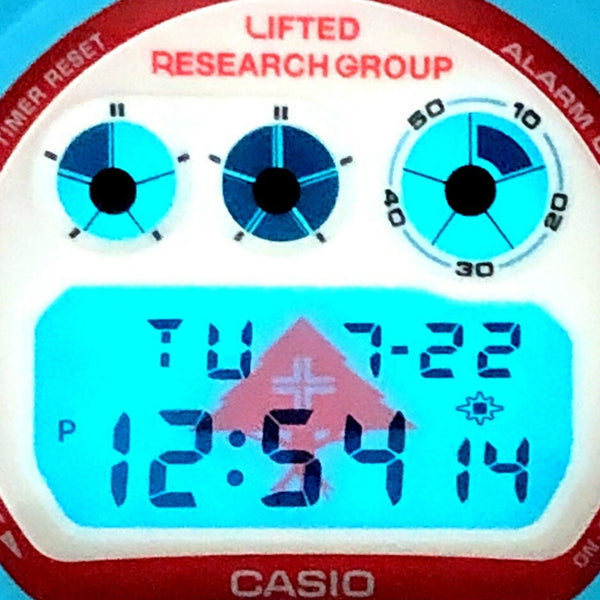 LIFTED
RESEARCH GROUP
TIMER RESET
ALARM
50 10
40 20
30
TU 7-22
P 12:54 14
CASIO